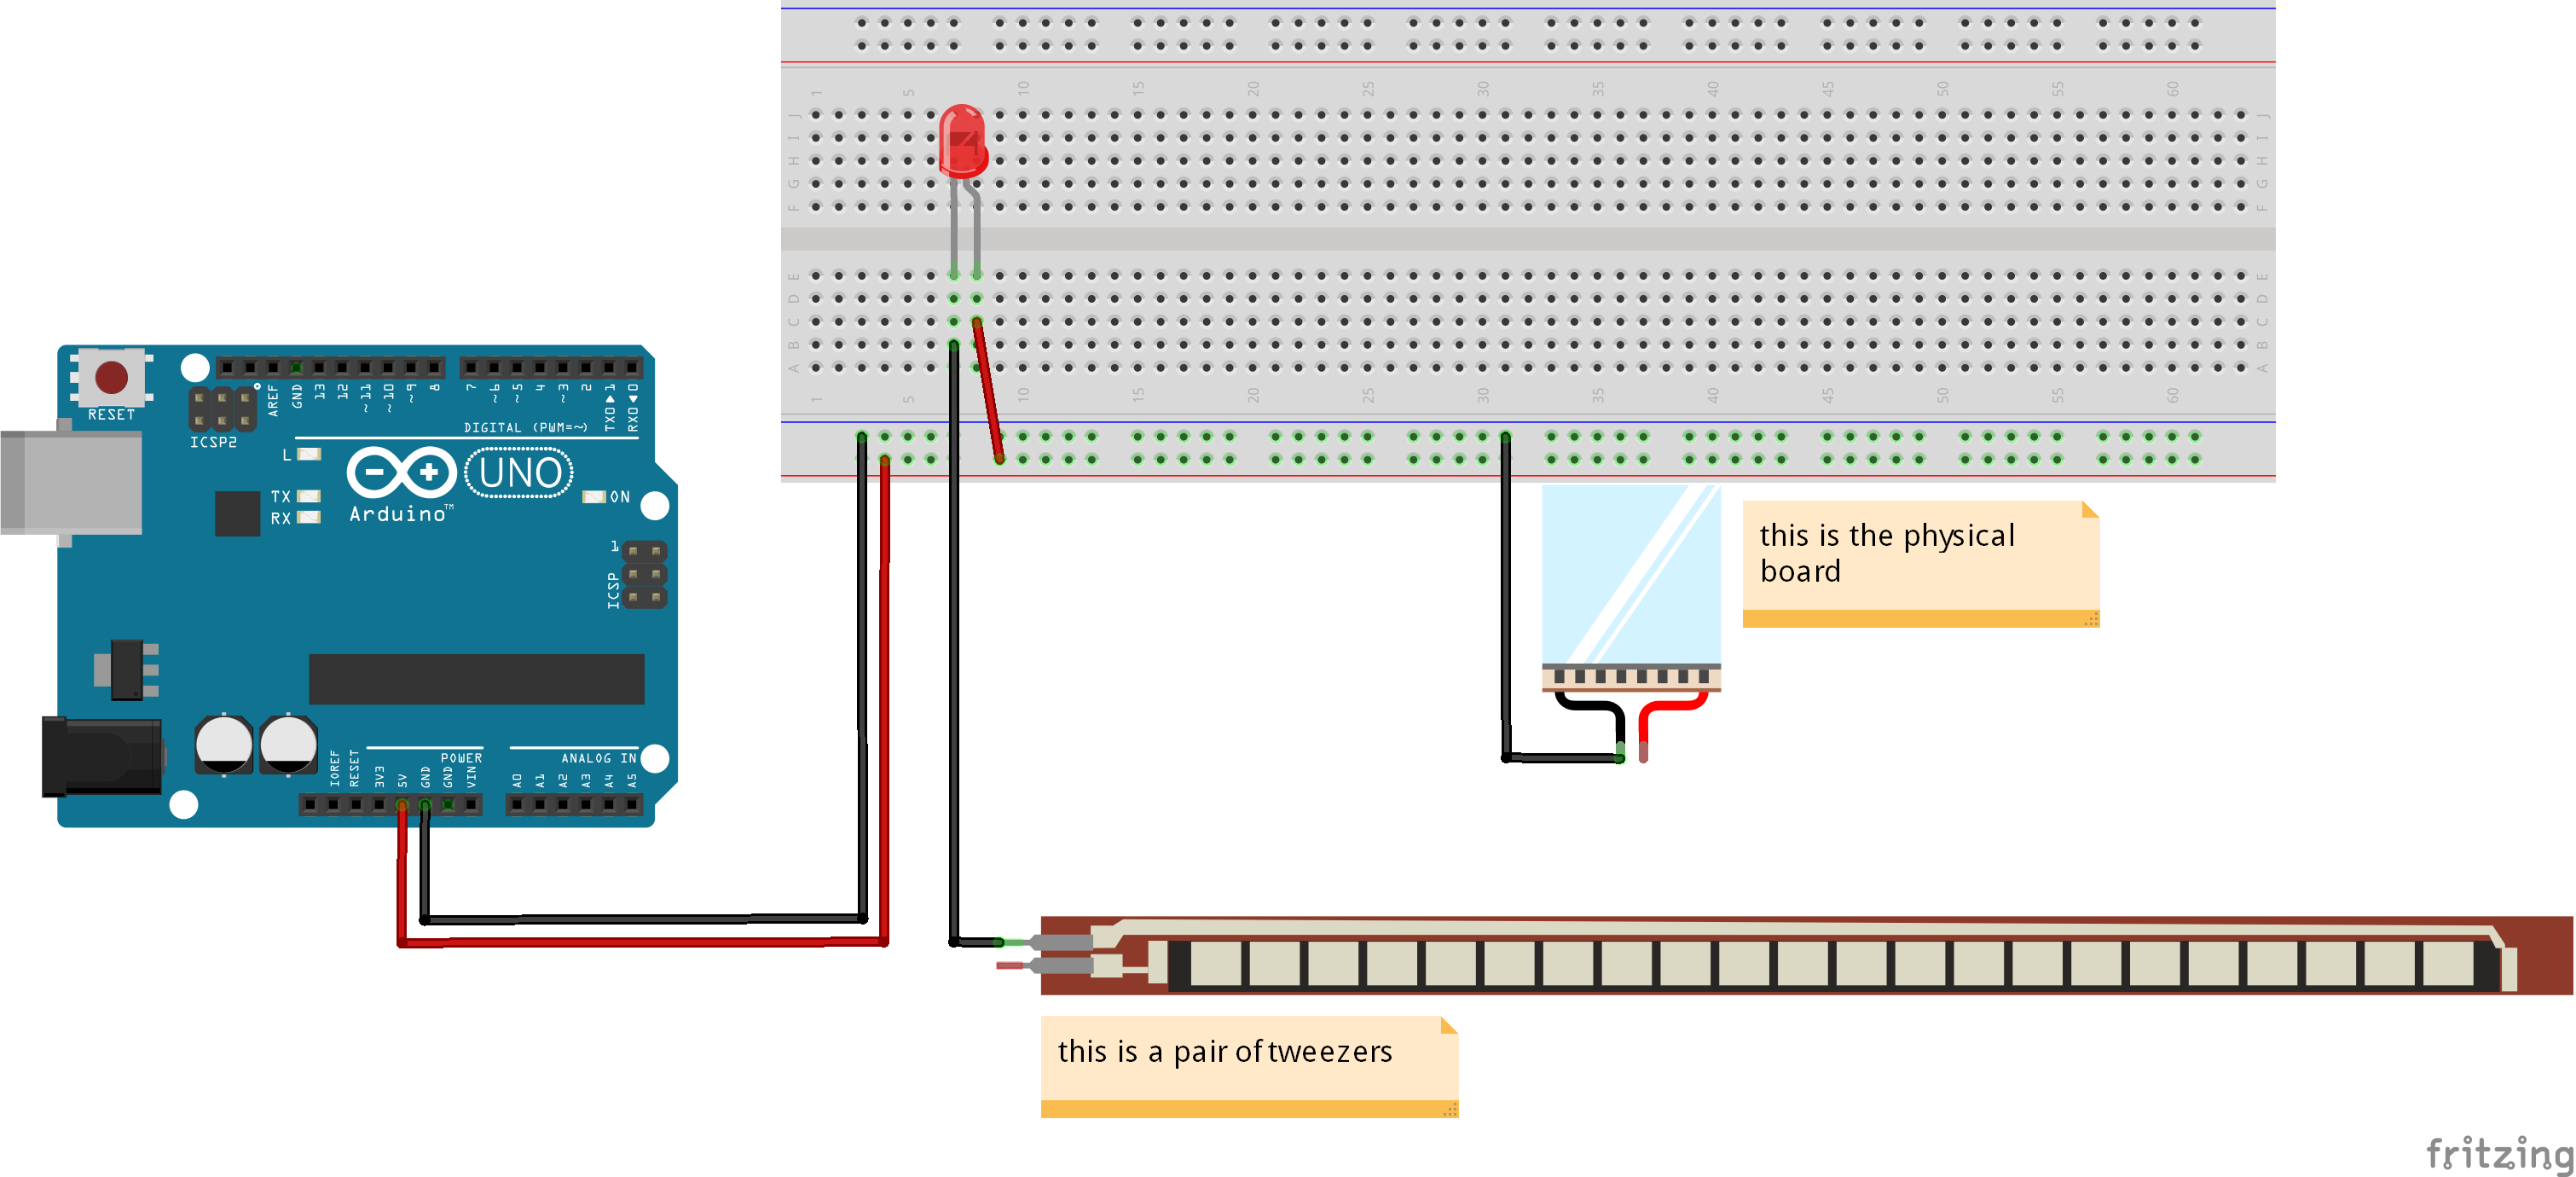 1 5 10 15 20 25 30 35 40 45 50 55 60
J J
I I
H H
G G
F F
E E
D D
C C
B B
A A
1 5 10 15 20 25 30 35 40 45 50 55 60
RESET
ICSP2
AREF GND 13 12 ~11 ~10 ~9 8 7 ~6 ~5 4 ~3 2 TX0▶1 RX0◀0
DIGITAL (PWM=~)
L
TX
RX
UNO
Arduino™
ON
1
ICSP
POWER
ANALOG IN
IOREF RESET 3V3 5V GND GND VIN A0 A1 A2 A3 A4 A5
this is the physical
board
this is a pair of tweezers
fritzing